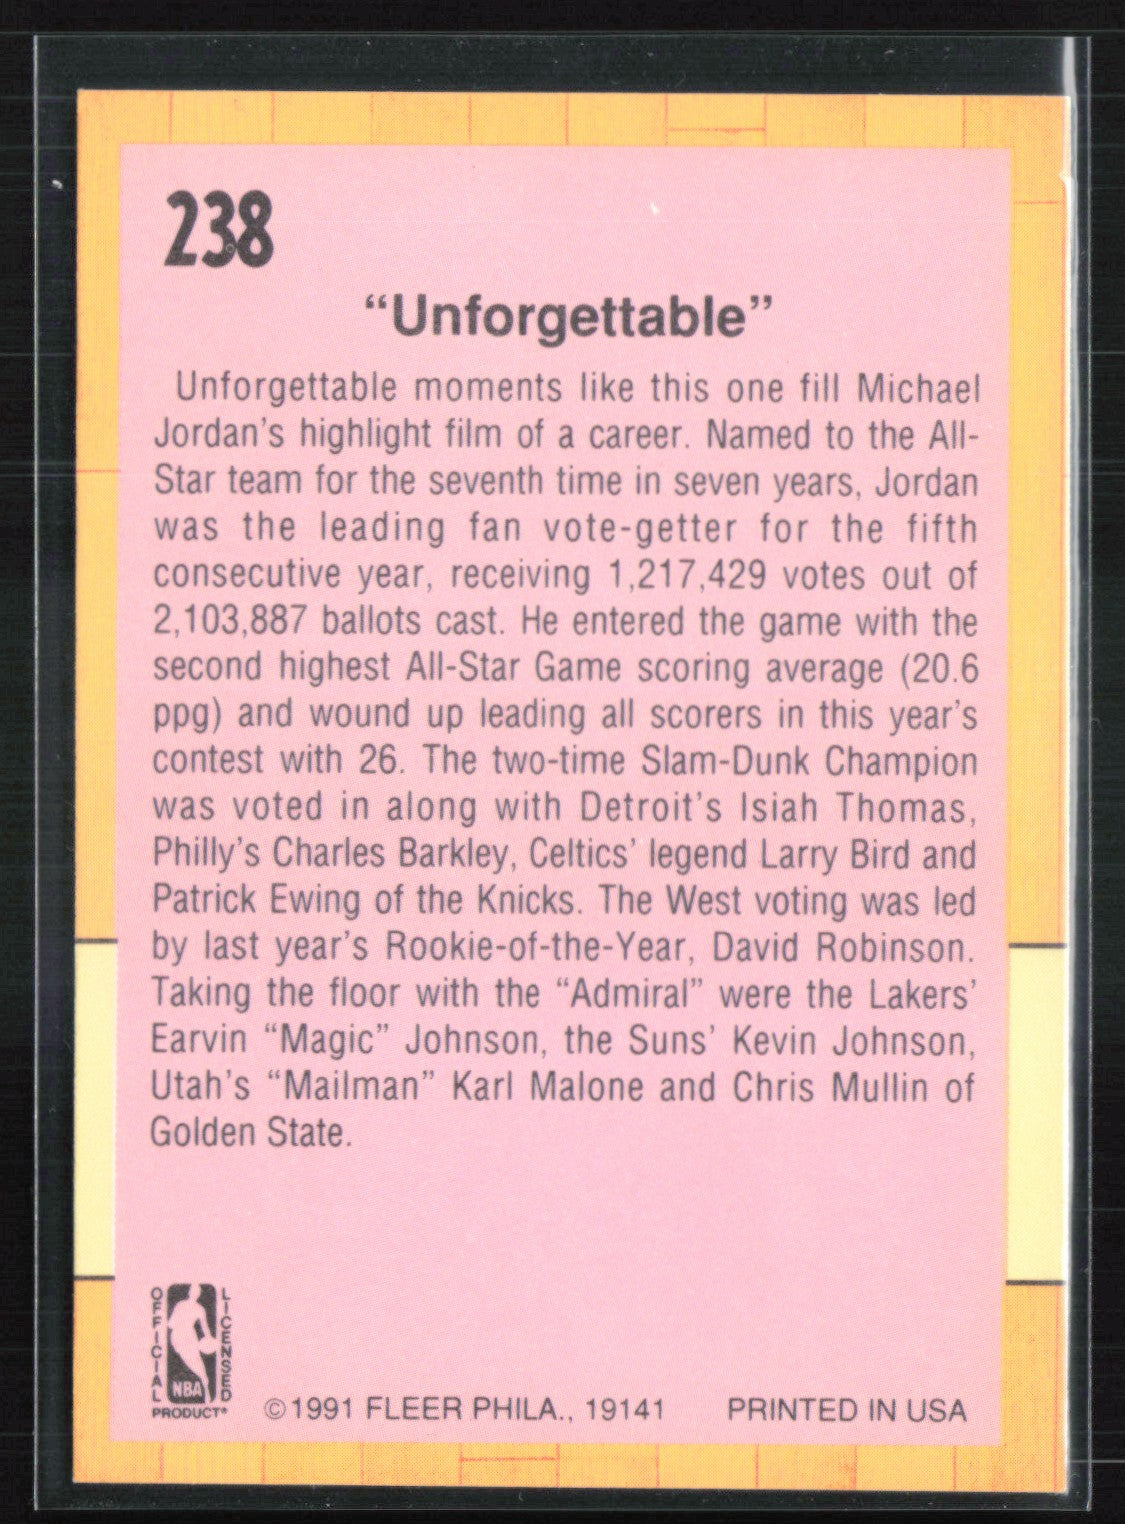 238
“Unforgettable”
Unforgettable moments like this one fill Michael
Jordan's highlight film of a career. Named to the All-
Star team for the seventh time in seven years, Jordan
was the leading fan vote-getter for the fifth
consecutive year, receiving 1,217,429 votes out of
2,103,887 ballots cast. He entered the game with the
second highest All-Star Game scoring average (20.6
ppg) and wound up leading all scorers in this year's
contest with 26. The two-time Slam-Dunk Champion
was voted in along with Detroit's Isiah Thomas,
Philly's Charles Barkley, Celtics' legend Larry Bird and
Patrick Ewing of the Knicks. The West voting was led
by last year's Rookie-of-the-Year, David Robinson.
Taking the floor with the “Admiral” were the Lakers'
Earvin “Magic” Johnson, the Suns' Kevin Johnson,
Utah's “Mailman” Karl Malone and Chris Mullin of
Golden State.
OFFICIAL
LICENSED
NBA
PRODUCT®
©1991 FLEER PHILA., 19141 PRINTED IN USA